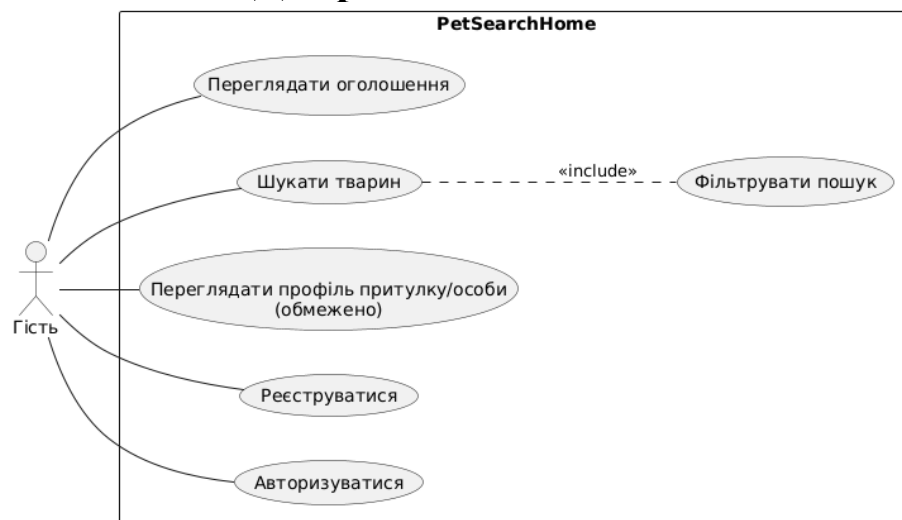 PetSearchHome
Переглядати оголошення
Шукати тварин
«include»
Фільтрувати пошук
Переглядати профіль притулку/особи
(обмежено)
Гість
Реєструватися
Авторизуватися